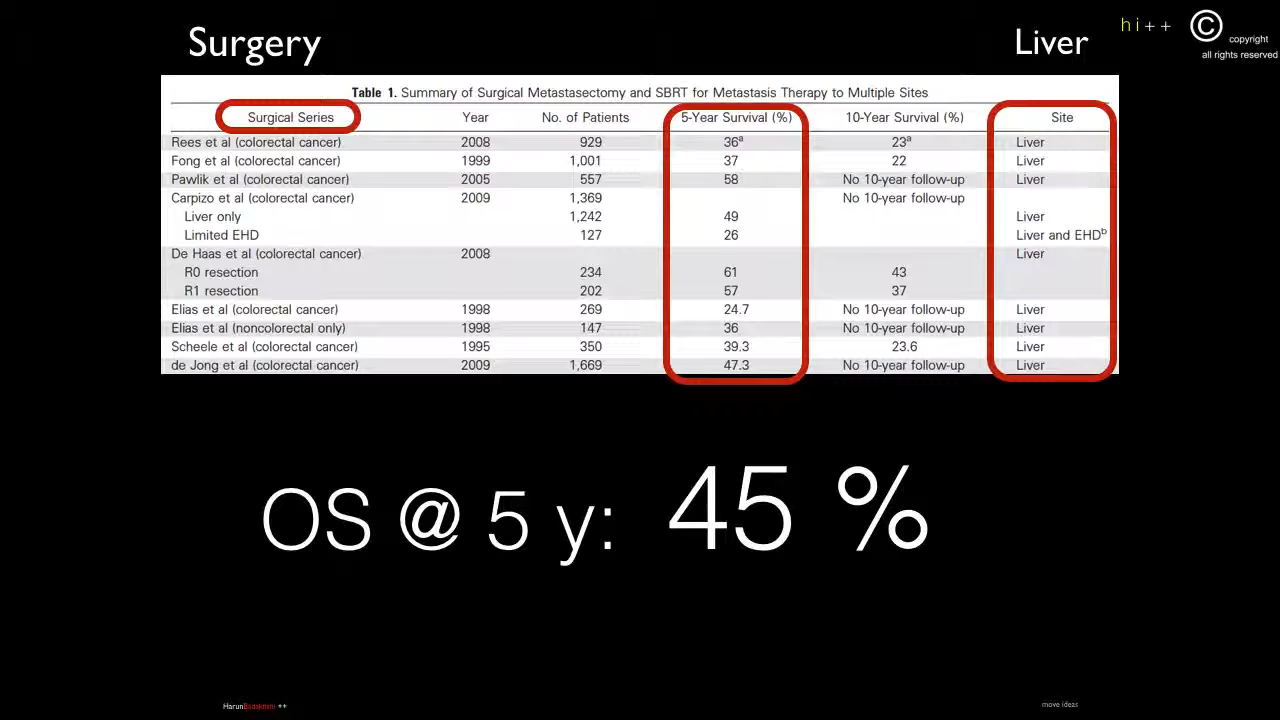 Surgery Liver
hi++ © copyright
all rights reserved
Table 1. Summary of Surgical Metastasectomy and SBRT for Metastasis Therapy to Multiple Sites
Surgical Series Year No. of Patients 5-Year Survival (%) 10-Year Survival (%) Site
Rees et al (colorectal cancer) 2008 929 36a 23a Liver
Fong et al (colorectal cancer) 1999 1,001 37 22 Liver
Pawlik et al (colorectal cancer) 2005 557 58 No 10-year follow-up Liver
Carpizo et al (colorectal cancer) 2009 1,369 No 10-year follow-up
Liver only 1,242 49 Liver
Limited EHD 127 26 Liver and EHDb
De Haas et al (colorectal cancer) 2008 Liver
R0 resection 234 61 43
R1 resection 202 57 37
Elias et al (colorectal cancer) 1998 269 24.7 No 10-year follow-up Liver
Elias et al (noncolorectal only) 1998 147 36 No 10-year follow-up Liver
Scheele et al (colorectal cancer) 1995 350 39.3 23.6 Liver
de Jong et al (colorectal cancer) 2009 1,669 47.3 No 10-year follow-up Liver
OS @ 5 y: 45 %
Harun ++ move ideas